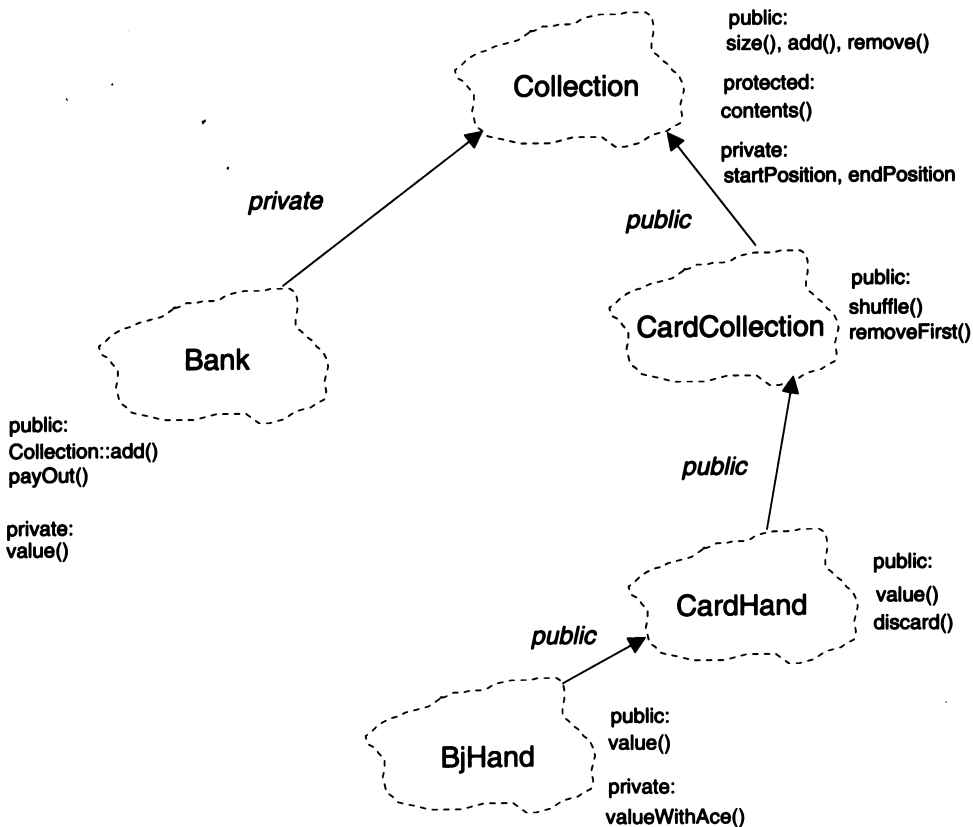 public:
size(), add(), remove()
Collection
protected:
contents()
private:
startPosition, endPosition
private
public
public:
shuffle()
removeFirst()
CardCollection
Bank
public:
Collection::add()
payOut()
private:
value()
public
public:
value()
discard()
CardHand
public
public:
value()
BjHand
private:
valueWithAce()